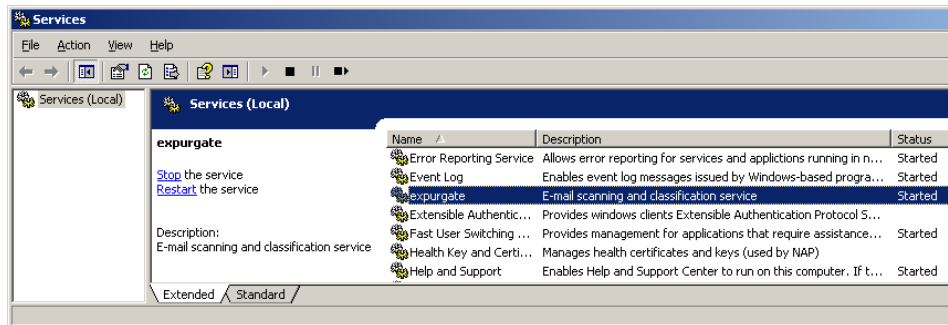 Services
File Action View Help
Services (Local)
Services (Local)
expurgate
Stop the service
Restart the service
Description:
E-mail scanning and classification service
Name Description Status
Error Reporting Service Allows error reporting for services and applictions running in n... Started
Event Log Enables event log messages issued by Windows-based progra... Started
expurgate E-mail scanning and classification service Started
Extensible Authentic... Provides windows clients Extensible Authentication Protocol S...
Fast User Switching ... Provides management for applications that require assistance... Started
Health Key and Certi... Manages health certificates and keys (used by NAP)
Help and Support Enables Help and Support Center to run on this computer. If t... Started
Extended Standard